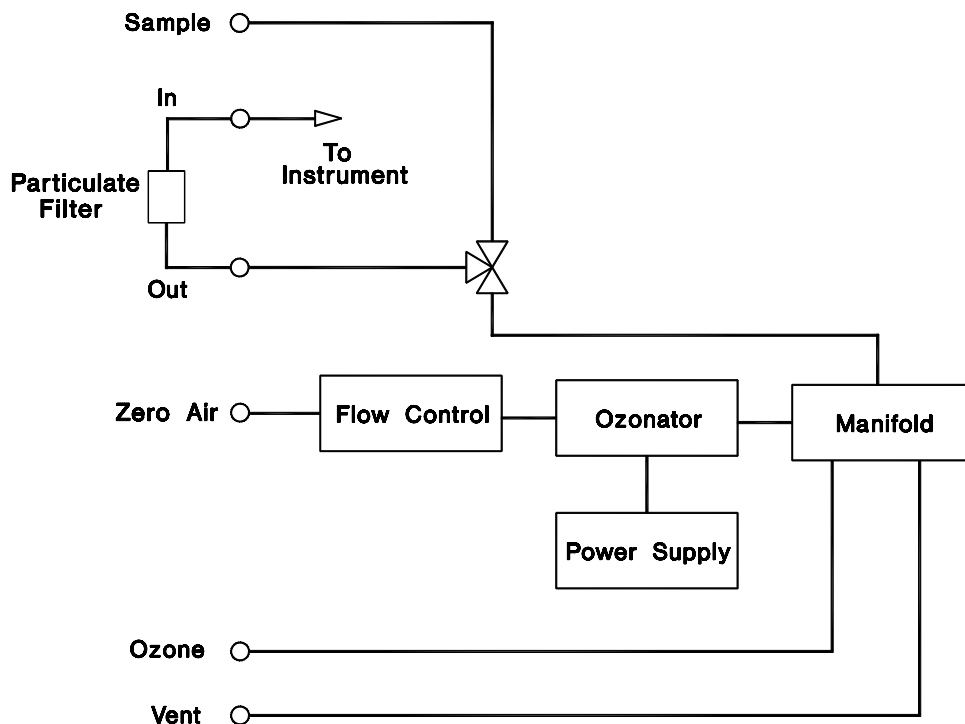 Sample
In
To
Instrument
Particulate
Filter
Out
Zero Air
Flow Control
Ozonator
Manifold
Power Supply
Ozone
Vent